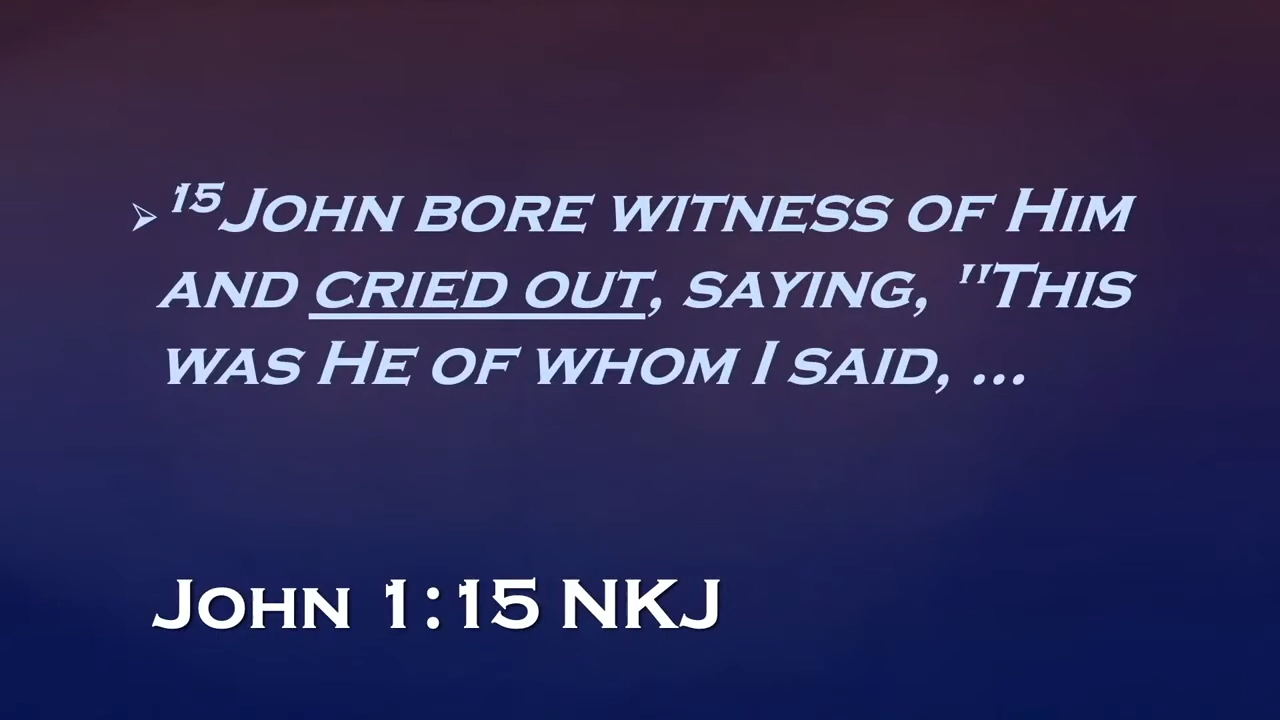 ➢ 15John bore witness of Him
and cried out, saying, "This
was He of whom I said, ...
John 1:15 NKJ